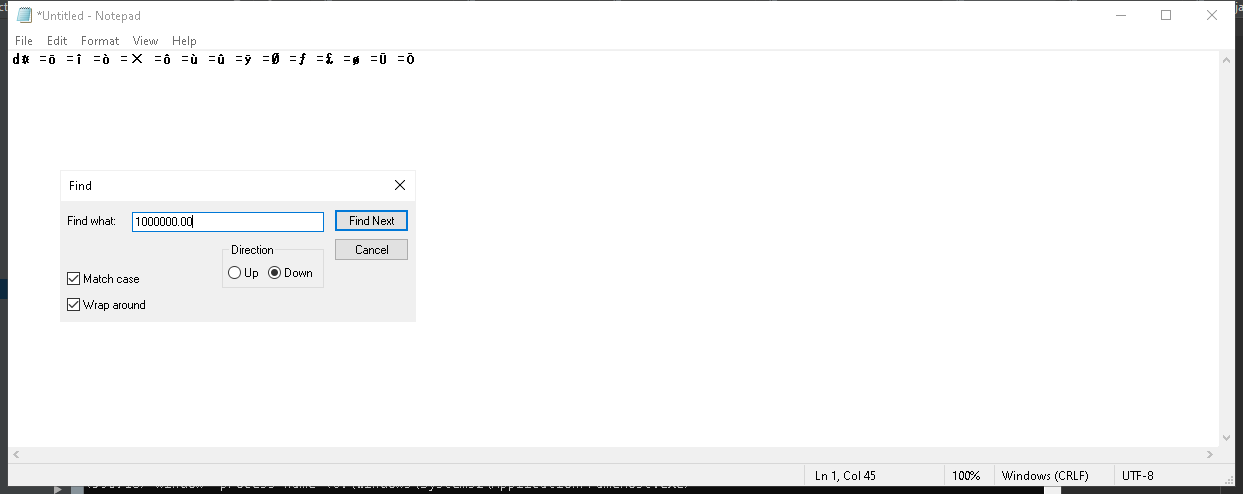 *Untitled - Notepad
File Edit Format View Help
=ō =î =ò =X =ô =ù =û =ÿ =Ø =ƒ =£ =ø =Ü =Õ
Find
Find what: 1000000.00 Find Next
Direction Cancel
Up Down
Match case
Wrap around
Ln 1, Col 45 100% Windows (CRLF) UTF-8